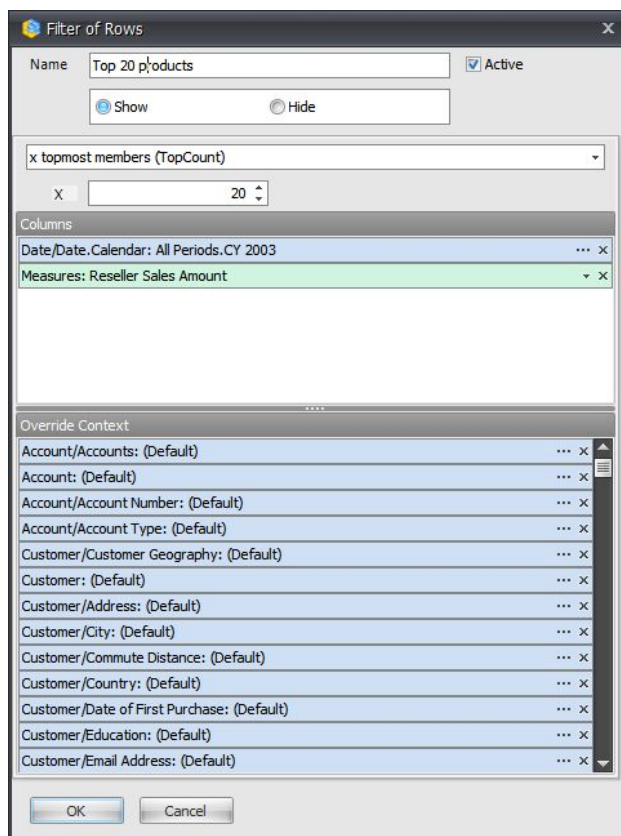 Filter of Rows x
Name Top 20 products Active
Show Hide
x topmost members (TopCount)
X 20
Columns
Date/Date.Calendar: All Periods.CY 2003 ... x
Measures: Reseller Sales Amount x
Override Context
Account/Accounts: (Default) ... x
Account: (Default) ... x
Account/Account Number: (Default) ... x
Account/Account Type: (Default) ... x
Customer/Customer Geography: (Default) ... x
Customer: (Default) ... x
Customer/Address: (Default) ... x
Customer/City: (Default) ... x
Customer/Commute Distance: (Default) ... x
Customer/Country: (Default) ... x
Customer/Date of First Purchase: (Default) ... x
Customer/Education: (Default) ... x
Customer/Email Address: (Default) ... x
OK Cancel